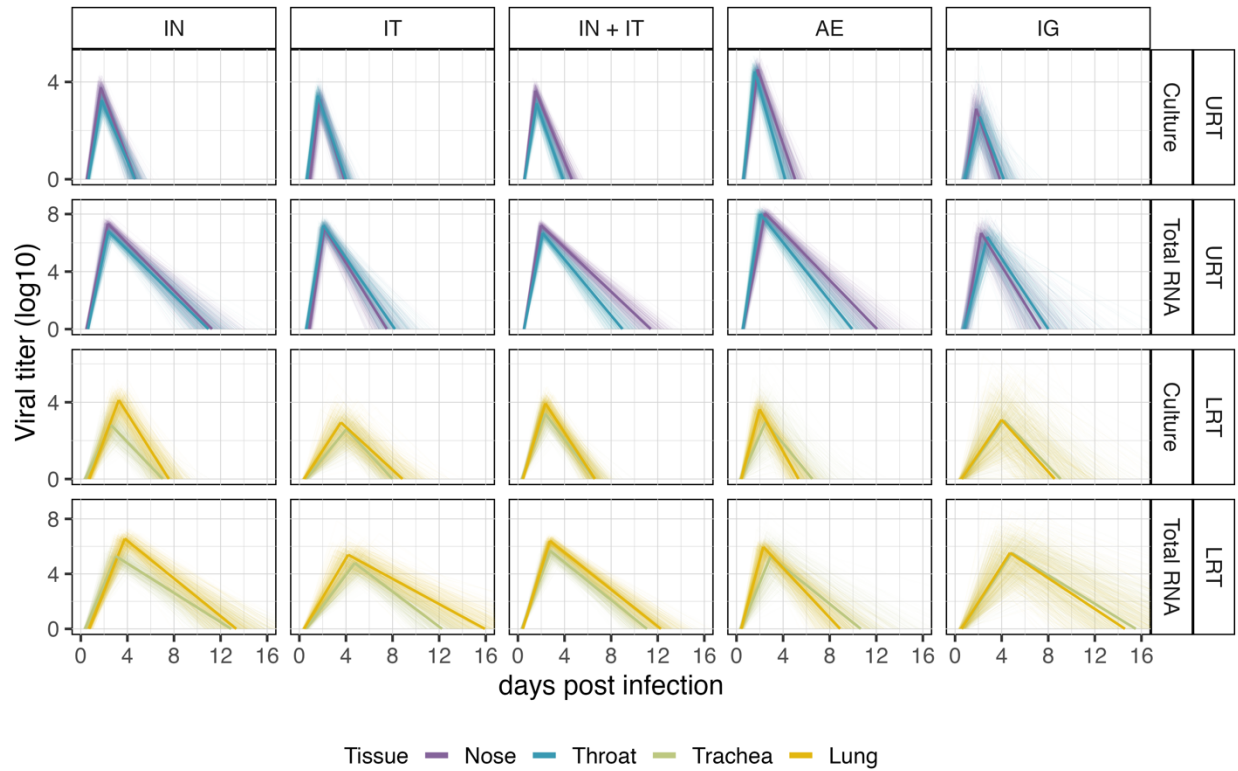 IN IT IN + IT AE IG
4
0
Culture URT
8
4
0
Total RNA URT
4
0
Culture LRT
8
4
0
Total RNA LRT
Viral titer (log10)
0 4 8 12 16 0 4 8 12 16 0 4 8 12 16 0 4 8 12 16 0 4 8 12 16
days post infection
Tissue Nose Throat Trachea Lung